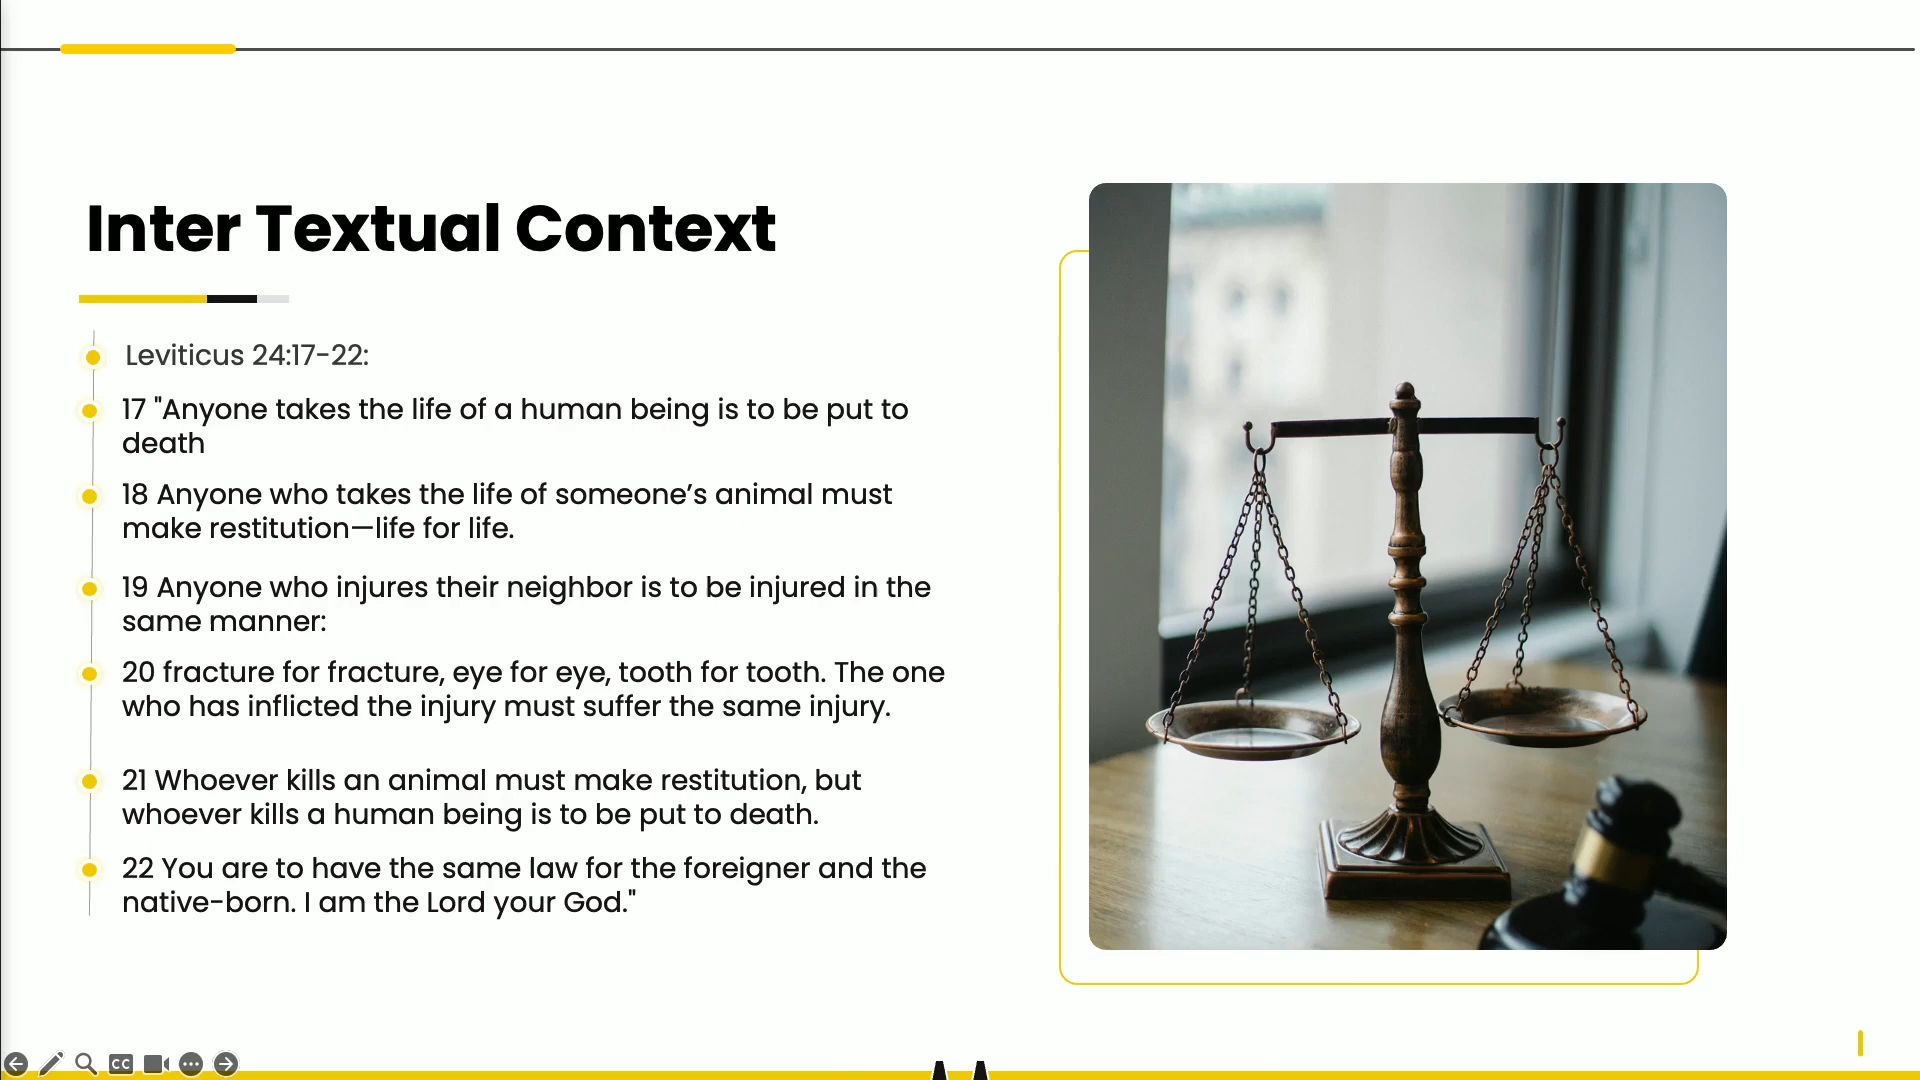 Inter Textual Context
Leviticus 24:17-22:
17 "Anyone takes the life of a human being is to be put to
death
18 Anyone who takes the life of someone’s animal must
make restitution—life for life.
19 Anyone who injures their neighbor is to be injured in the
same manner:
20 fracture for fracture, eye for eye, tooth for tooth. The one
who has inflicted the injury must suffer the same injury.
21 Whoever kills an animal must make restitution, but
whoever kills a human being is to be put to death.
22 You are to have the same law for the foreigner and the
native-born. I am the Lord your God."
CC